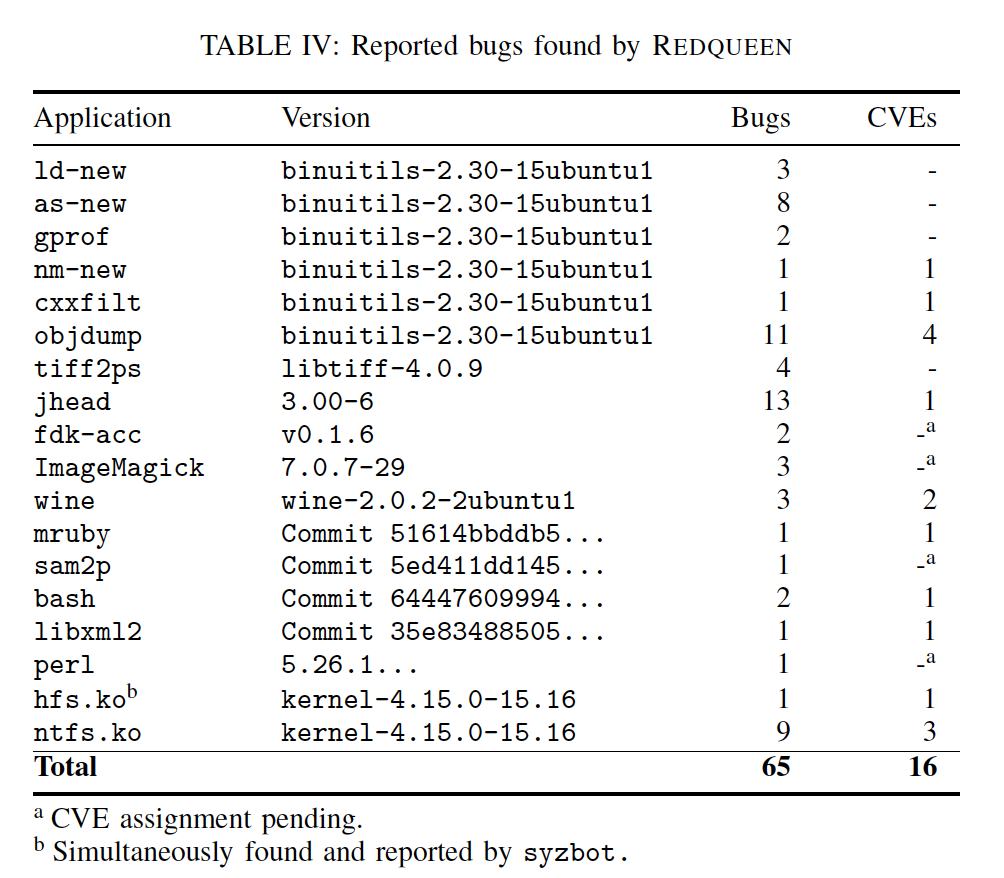 TABLE IV: Reported bugs found by REDQUEEN
Application Version Bugs CVEs
ld-new binuitils-2.30-15ubuntu1 3 -
as-new binuitils-2.30-15ubuntu1 8 -
gprof binuitils-2.30-15ubuntu1 2 -
nm-new binuitils-2.30-15ubuntu1 1 1
cxxfilt binuitils-2.30-15ubuntu1 1 1
objdump binuitils-2.30-15ubuntu1 11 4
tiff2ps libtiff-4.0.9 4 -
jhead 3.00-6 13 1
fdk-acc v0.1.6 2 -a
ImageMagick 7.0.7-29 3 -a
wine wine-2.0.2-2ubuntu1 3 2
mruby Commit 51614bbddb5... 1 1
sam2p Commit 5ed411dd145... 1 -a
bash Commit 64447609994... 2 1
libxml2 Commit 35e83488505... 1 1
perl 5.26.1... 1 -a
hfs.kob kernel-4.15.0-15.16 1 1
ntfs.ko kernel-4.15.0-15.16 9 3
Total 65 16
a CVE assignment pending.
b Simultaneously found and reported by syzbot.